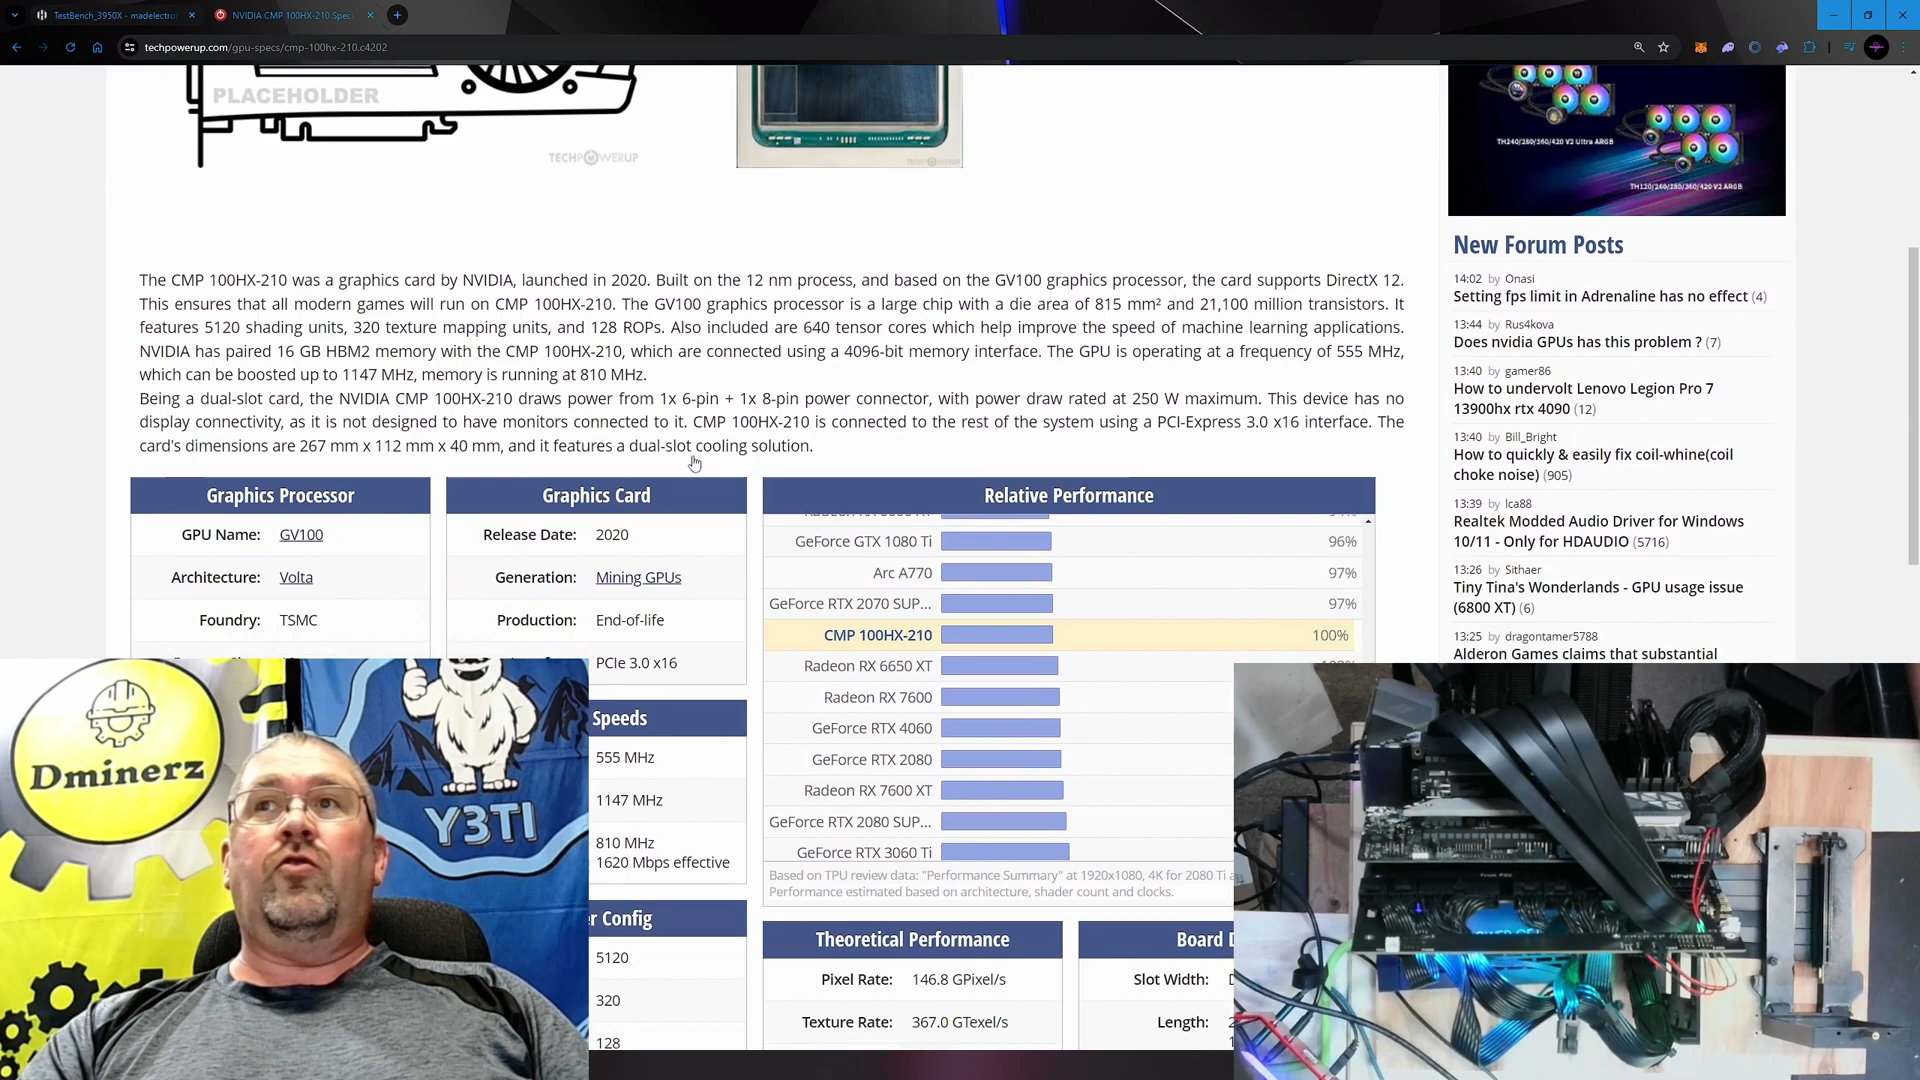 TestBench_3950X - madelectro
NVIDIA CMP 100HX-210 Specs
techpowerup.com/gpu-specs/cmp-100hx-210.c4202
PLACEHOLDER
TECHPOWERUP
TECHPOWERUP
TH240/280/360/420 V2 Ultra ARGB
TH120/240/280/360/420 V2 ARGB
The CMP 100HX-210 was a graphics card by NVIDIA, launched in 2020. Built on the 12 nm process, and based on the GV100 graphics processor, the card supports DirectX 12.
This ensures that all modern games will run on CMP 100HX-210. The GV100 graphics processor is a large chip with a die area of 815 mm² and 21,100 million transistors. It
features 5120 shading units, 320 texture mapping units, and 128 ROPs. Also included are 640 tensor cores which help improve the speed of machine learning applications.
NVIDIA has paired 16 GB HBM2 memory with the CMP 100HX-210, which are connected using a 4096-bit memory interface. The GPU is operating at a frequency of 555 MHz,
which can be boosted up to 1147 MHz, memory is running at 810 MHz.
Being a dual-slot card, the NVIDIA CMP 100HX-210 draws power from 1x 6-pin + 1x 8-pin power connector, with power draw rated at 250 W maximum. This device has no
display connectivity, as it is not designed to have monitors connected to it. CMP 100HX-210 is connected to the rest of the system using a PCI-Express 3.0 x16 interface. The
card's dimensions are 267 mm x 112 mm x 40 mm, and it features a dual-slot cooling solution.
Graphics Processor
GPU Name: GV100
Architecture: Volta
Foundry: TSMC
Graphics Card
Release Date: 2020
Generation: Mining GPUs
Production: End-of-life
PCIe 3.0 x16
Speeds
555 MHz
1147 MHz
810 MHz
1620 Mbps effective
r Config
5120
320
128
Relative Performance
GeForce GTX 1080 Ti 96%
Arc A770 97%
GeForce RTX 2070 SUP... 97%
CMP 100HX-210 100%
Radeon RX 6650 XT
Radeon RX 7600
GeForce RTX 4060
GeForce RTX 2080
Radeon RX 7600 XT
GeForce RTX 2080 SUP...
GeForce RTX 3060 Ti
Based on TPU review data: "Performance Summary" at 1920x1080, 4K for 2080 Ti a
Performance estimated based on architecture, shader count and clocks.
Theoretical Performance
Pixel Rate: 146.8 GPixel/s
Texture Rate: 367.0 GTexel/s
Board D
Slot Width: D
Length: 2
New Forum Posts
14:02 by Onasi
Setting fps limit in Adrenaline has no effect (4)
13:44 by Rus4kova
Does nvidia GPUs has this problem ? (7)
13:40 by gamer86
How to undervolt Lenovo Legion Pro 7
13900hx rtx 4090 (12)
13:40 by Bill_Bright
How to quickly & easily fix coil-whine(coil
choke noise) (905)
13:39 by lca88
Realtek Modded Audio Driver for Windows
10/11 - Only for HDAUDIO (5716)
13:26 by Sithaer
Tiny Tina's Wonderlands - GPU usage issue
(6800 XT) (6)
13:25 by dragontamer5788
Alderon Games claims that substantial
Dminerz
Y3TI